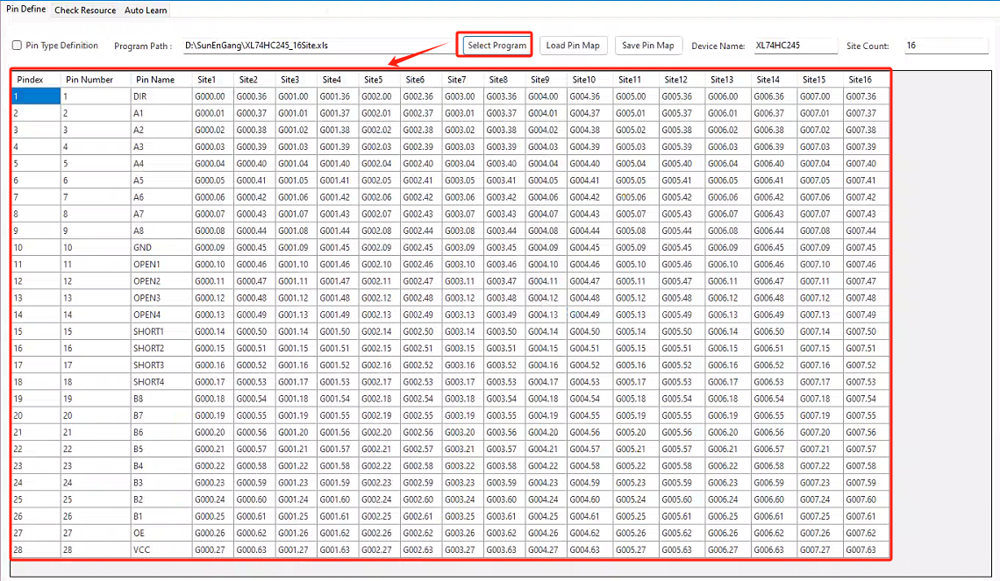 Pin Define Check Resource Auto Learn
Pin Type Definition Program Path : D:\SunEnGang\XL74HC245_16Site.xls Select Program Load Pin Map Save Pin Map Device Name: XL74HC245 Site Count: 16
Pindex Pin Number Pin Name Site1 Site2 Site3 Site4 Site5 Site6 Site7 Site8 Site9 Site10 Site11 Site12 Site13 Site14 Site15 Site16
1 1 DIR G000.00 G000.36 G001.00 G001.36 G002.00 G002.36 G003.00 G003.36 G004.00 G004.36 G005.00 G005.36 G006.00 G006.36 G007.00 G007.36
2 2 A1 G000.01 G000.37 G001.01 G001.37 G002.01 G002.37 G003.01 G003.37 G004.01 G004.37 G005.01 G005.37 G006.01 G006.37 G007.01 G007.37
3 3 A2 G000.02 G000.38 G001.02 G001.38 G002.02 G002.38 G003.02 G003.38 G004.02 G004.38 G005.02 G005.38 G006.02 G006.38 G007.02 G007.38
4 4 A3 G000.03 G000.39 G001.03 G001.39 G002.03 G002.39 G003.03 G003.39 G004.03 G004.39 G005.03 G005.39 G006.03 G006.39 G007.03 G007.39
5 5 A4 G000.04 G000.40 G001.04 G001.40 G002.04 G002.40 G003.04 G003.40 G004.04 G004.40 G005.04 G005.40 G006.04 G006.40 G007.04 G007.40
6 6 A5 G000.05 G000.41 G001.05 G001.41 G002.05 G002.41 G003.05 G003.41 G004.05 G004.41 G005.05 G005.41 G006.05 G006.41 G007.05 G007.41
7 7 A6 G000.06 G000.42 G001.06 G001.42 G002.06 G002.42 G003.06 G003.42 G004.06 G004.42 G005.06 G005.42 G006.06 G006.42 G007.06 G007.42
8 8 A7 G000.07 G000.43 G001.07 G001.43 G002.07 G002.43 G003.07 G003.43 G004.07 G004.43 G005.07 G005.43 G006.07 G006.43 G007.07 G007.43
9 9 A8 G000.08 G000.44 G001.08 G001.44 G002.08 G002.44 G003.08 G003.44 G004.08 G004.44 G005.08 G005.44 G006.08 G006.44 G007.08 G007.44
10 10 GND G000.09 G000.45 G001.09 G001.45 G002.09 G002.45 G003.09 G003.45 G004.09 G004.45 G005.09 G005.45 G006.09 G006.45 G007.09 G007.45
11 11 OPEN1 G000.10 G000.46 G001.10 G001.46 G002.10 G002.46 G003.10 G003.46 G004.10 G004.46 G005.10 G005.46 G006.10 G006.46 G007.10 G007.46
12 12 OPEN2 G000.11 G000.47 G001.11 G001.47 G002.11 G002.47 G003.11 G003.47 G004.11 G004.47 G005.11 G005.47 G006.11 G006.47 G007.11 G007.47
13 13 OPEN3 G000.12 G000.48 G001.12 G001.48 G002.12 G002.48 G003.12 G003.48 G004.12 G004.48 G005.12 G005.48 G006.12 G006.48 G007.12 G007.48
14 14 OPEN4 G000.13 G000.49 G001.13 G001.49 G002.13 G002.49 G003.13 G003.49 G004.13 G004.49 G005.13 G005.49 G006.13 G006.49 G007.13 G007.49
15 15 SHORT1 G000.14 G000.50 G001.14 G001.50 G002.14 G002.50 G003.14 G003.50 G004.14 G004.50 G005.14 G005.50 G006.14 G006.50 G007.14 G007.50
16 16 SHORT2 G000.15 G000.51 G001.15 G001.51 G002.15 G002.51 G003.15 G003.51 G004.15 G004.51 G005.15 G005.51 G006.15 G006.51 G007.15 G007.51
17 17 SHORT3 G000.16 G000.52 G001.16 G001.52 G002.16 G002.52 G003.16 G003.52 G004.16 G004.52 G005.16 G005.52 G006.16 G006.52 G007.16 G007.52
18 18 SHORT4 G000.17 G000.53 G001.17 G001.53 G002.17 G002.53 G003.17 G003.53 G004.17 G004.53 G005.17 G005.53 G006.17 G006.53 G007.17 G007.53
19 19 B8 G000.18 G000.54 G001.18 G001.54 G002.18 G002.54 G003.18 G003.54 G004.18 G004.54 G005.18 G005.54 G006.18 G006.54 G007.18 G007.54
20 20 B7 G000.19 G000.55 G001.19 G001.55 G002.19 G002.55 G003.19 G003.55 G004.19 G004.55 G005.19 G005.55 G006.19 G006.55 G007.19 G007.55
21 21 B6 G000.20 G000.56 G001.20 G001.56 G002.20 G002.56 G003.20 G003.56 G004.20 G004.56 G005.20 G005.56 G006.20 G006.56 G007.20 G007.56
22 22 B5 G000.21 G000.57 G001.21 G001.57 G002.21 G002.57 G003.21 G003.57 G004.21 G004.57 G005.21 G005.57 G006.21 G006.57 G007.21 G007.57
23 23 B4 G000.22 G000.58 G001.22 G001.58 G002.22 G002.58 G003.22 G003.58 G004.22 G004.58 G005.22 G005.58 G006.22 G006.58 G007.22 G007.58
24 24 B3 G000.23 G000.59 G001.23 G001.59 G002.23 G002.59 G003.23 G003.59 G004.23 G004.59 G005.23 G005.59 G006.23 G006.59 G007.23 G007.59
25 25 B2 G000.24 G000.60 G001.24 G001.60 G002.24 G002.60 G003.24 G003.60 G004.24 G004.60 G005.24 G005.60 G006.24 G006.60 G007.24 G007.60
26 26 B1 G000.25 G000.61 G001.25 G001.61 G002.25 G002.61 G003.25 G003.61 G004.25 G004.61 G005.25 G005.61 G006.25 G006.61 G007.25 G007.61
27 27 OE G000.26 G000.62 G001.26 G001.62 G002.26 G002.62 G003.26 G003.62 G004.26 G004.62 G005.26 G005.62 G006.26 G006.62 G007.26 G007.62
28 28 VCC G000.27 G000.63 G001.27 G001.63 G002.27 G002.63 G003.27 G003.63 G004.27 G004.63 G005.27 G005.63 G006.27 G006.63 G007.27 G007.63